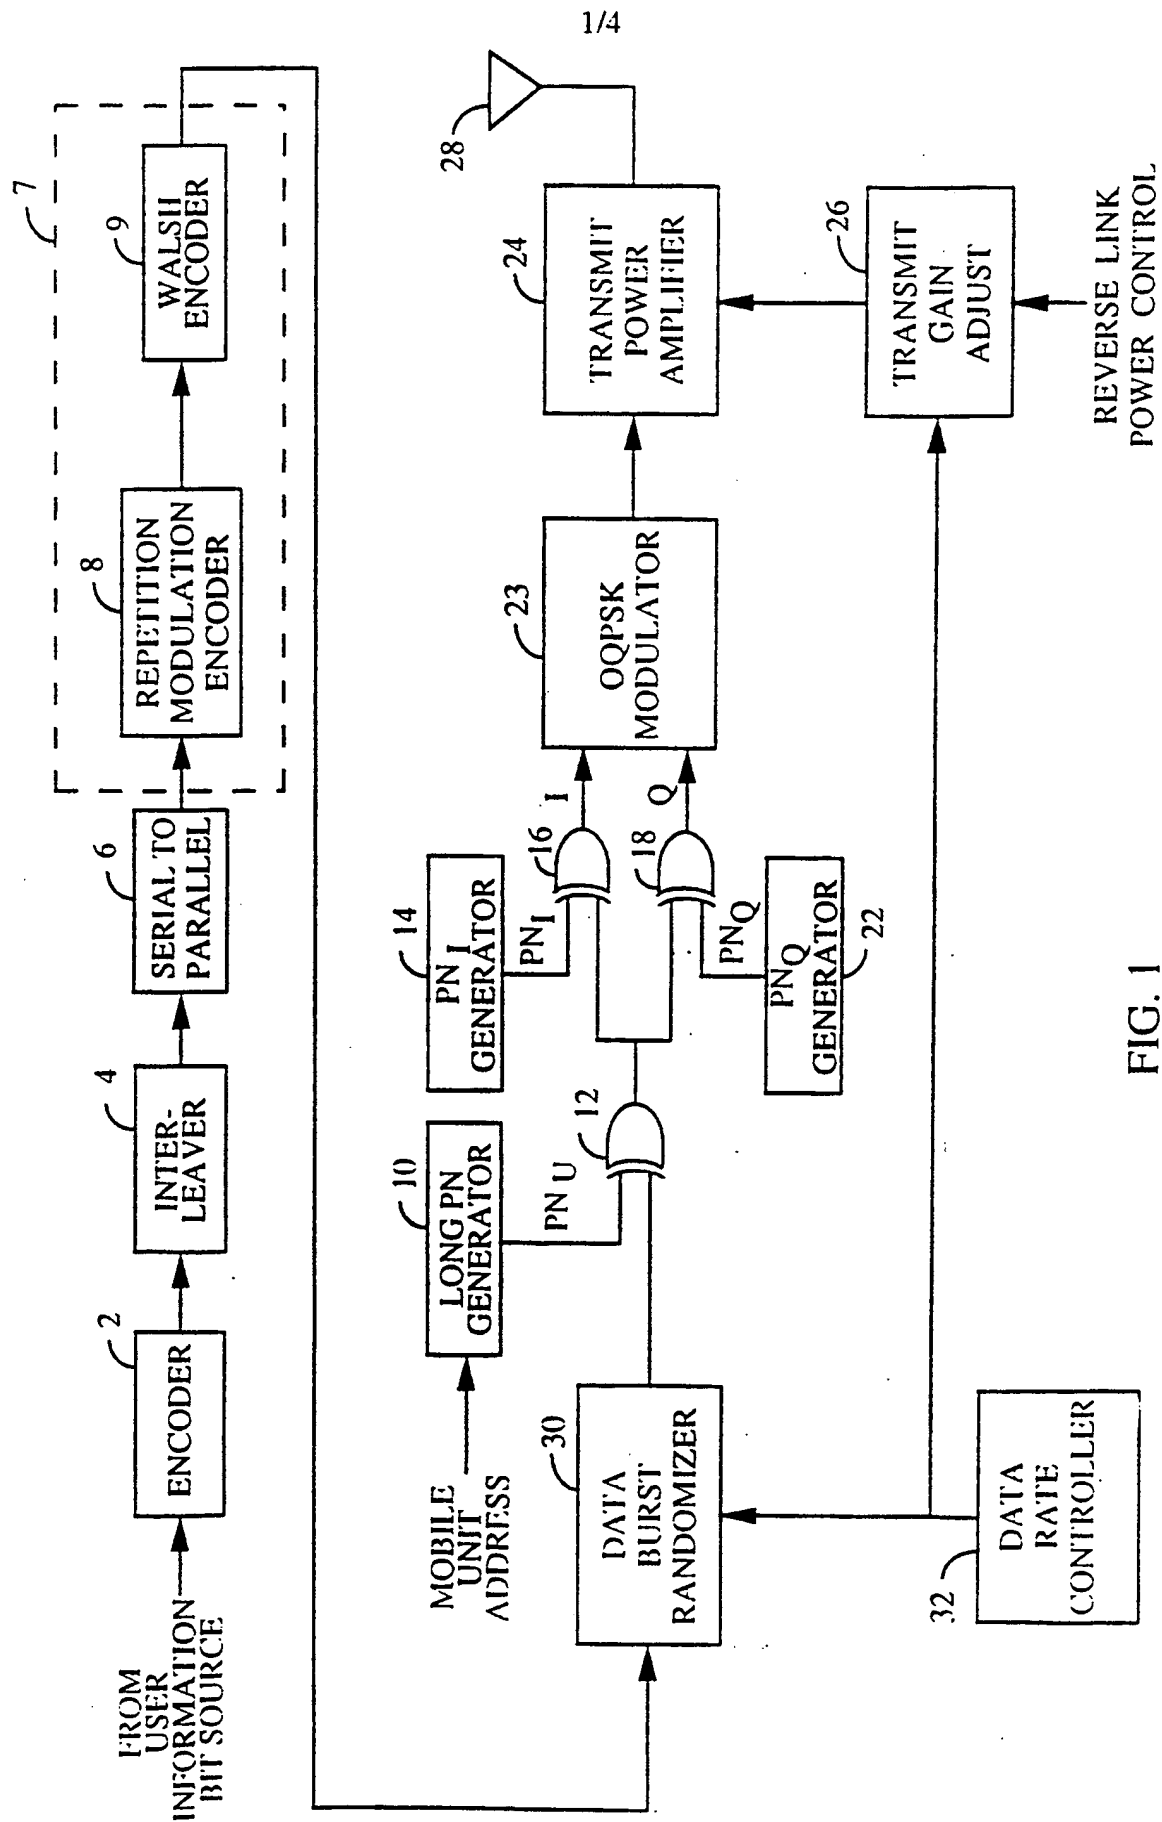 1/4
FROM
USER
INFORMATION
BIT SOURCE
2
ENCODER
4
INTER-
LEAVER
6
SERIAL TO
PARALLEL
7
8
REPETITION
MODULATION
ENCODER
9
WALSH
ENCODER
MOBILE
UNIT
ADDRESS
10
LONG PN
GENERATOR
PN U
12
14
PN I
GENERATOR
PN I
16
I
18
Q
PN Q
PN Q
GENERATOR
22
23
OQPSK
MODULATOR
24
TRANSMIT
POWER
AMPLIFIER
28
26
TRANSMIT
GAIN
ADJUST
REVERSE LINK
POWER CONTROL
30
DATA
BURST
RANDOMIZER
32
DATA
RATE
CONTROLLER
FIG. 1